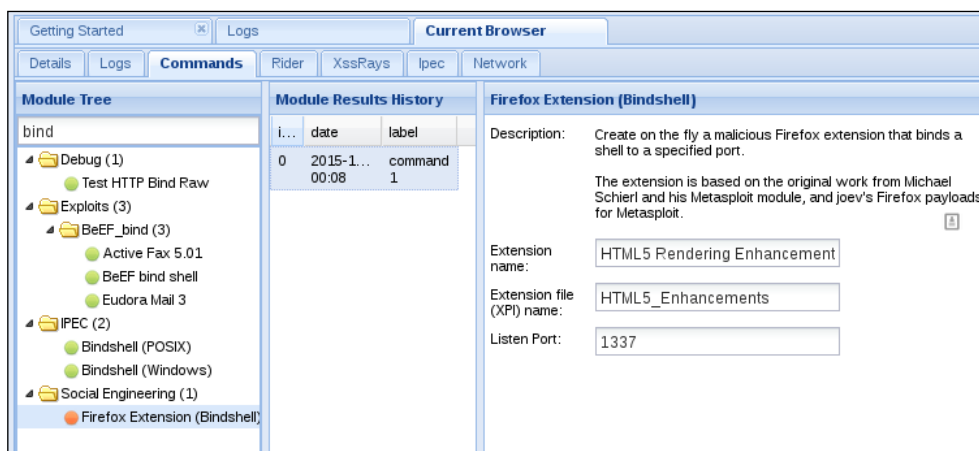 Getting Started
Logs
Current Browser
Details
Logs
Commands
Rider
XssRays
Ipec
Network
Module Tree
bind
Debug (1)
Test HTTP Bind Raw
Exploits (3)
BeEF_bind (3)
Active Fax 5.01
BeEF bind shell
Eudora Mail 3
IPEC (2)
Bindshell (POSIX)
Bindshell (Windows)
Social Engineering (1)
Firefox Extension (Bindshell)
Module Results History
i... date label
0 2015-1... command
00:08 1
Firefox Extension (Bindshell)
Description: Create on the fly a malicious Firefox extension that binds a
shell to a specified port.
The extension is based on the original work from Michael
Schierl and his Metasploit module, and joev's Firefox payloads
for Metasploit.
Extension
name:
HTML5 Rendering Enhancement
Extension file
(XPI) name:
HTML5_Enhancements
Listen Port: 1337